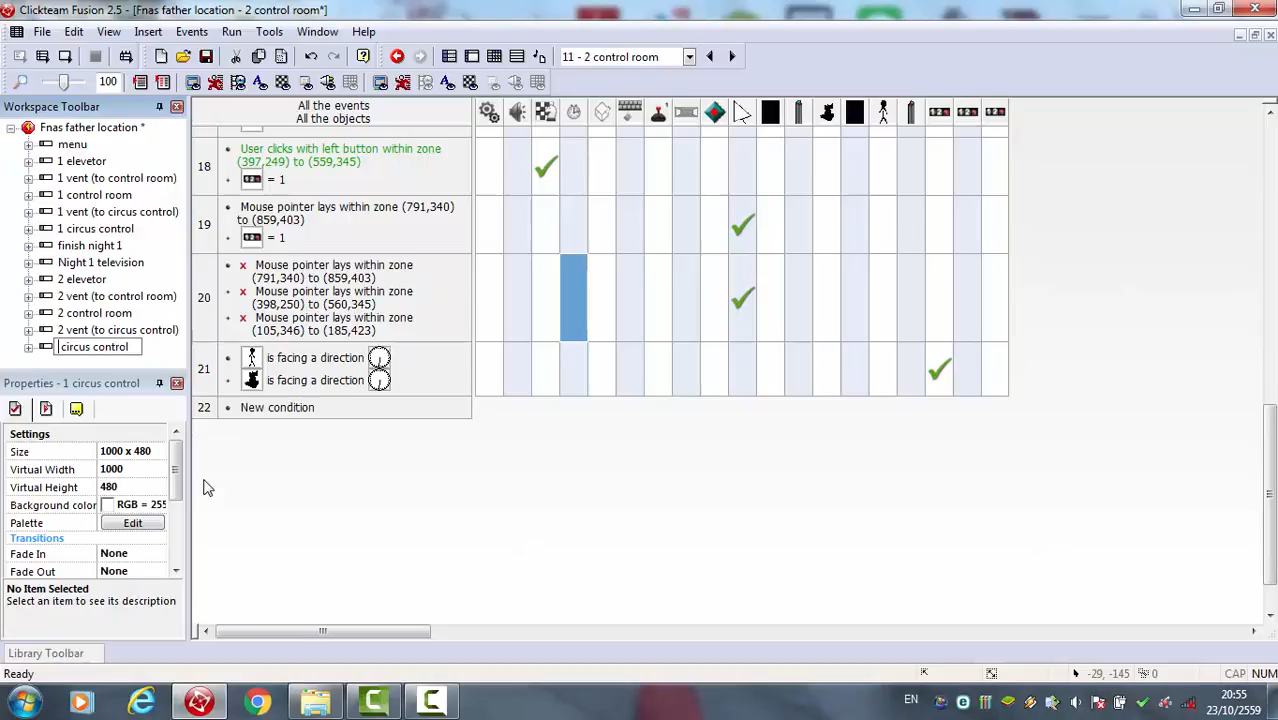 Clickteam Fusion 2.5 - [Fnas father location - 2 control room*]
File Edit View Insert Events Run Tools Window Help
11 - 2 control room
100
Workspace Toolbar
Fnas father location *
menu
1 elevetor
1 vent (to control room)
1 control room
1 vent (to circus control)
1 circus control
finish night 1
Night 1 television
2 elevetor
2 vent (to control room)
2 control room
2 vent (to circus control)
circus control
Properties - 1 circus control
Settings
Size 1000 x 480
Virtual Width 1000
Virtual Height 480
Background color RGB = 255
Palette Edit
Transitions
Fade In None
Fade Out None
No Item Selected
Select an item to see its description
Library Toolbar
All the events
All the objects
18
User clicks with left button within zone
(397,249) to (559,345)
= 1
19
Mouse pointer lays within zone (791,340)
to (859,403)
= 1
20
X Mouse pointer lays within zone
(791,340) to (859,403)
X Mouse pointer lays within zone
(398,250) to (560,345)
X Mouse pointer lays within zone
(105,346) to (185,423)
21
is facing a direction
is facing a direction
22 New condition
Ready
-29, -145
0
CAP NUM
EN
20:55
23/10/2559